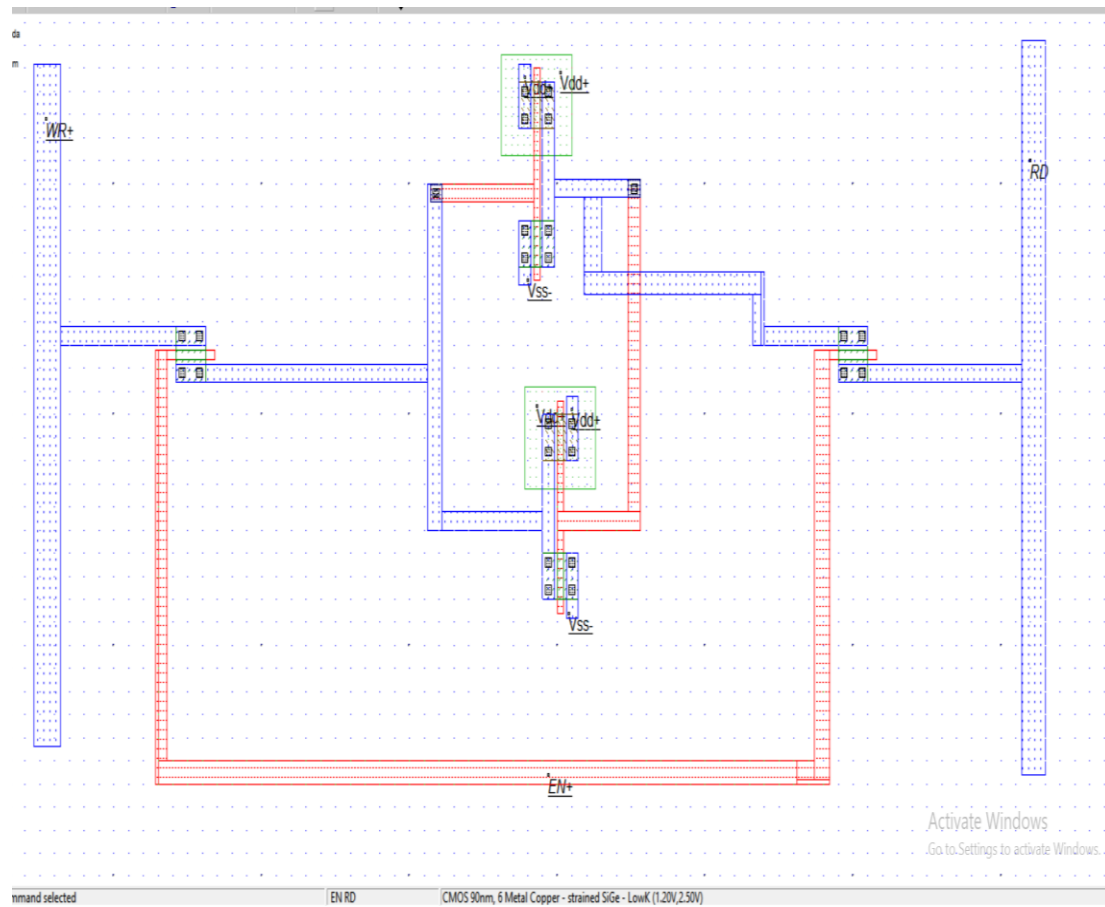 da
m
Vdd+
Vdd+
WR+
RD
Vss-
Vdd+
Vdd+
Vss-
EN+
Activate Windows
Go to Settings to activate Windows.
mmand selected
EN RD
CMOS 90nm, 6 Metal Copper - strained SiGe - LowK (1.20V,2.50V)